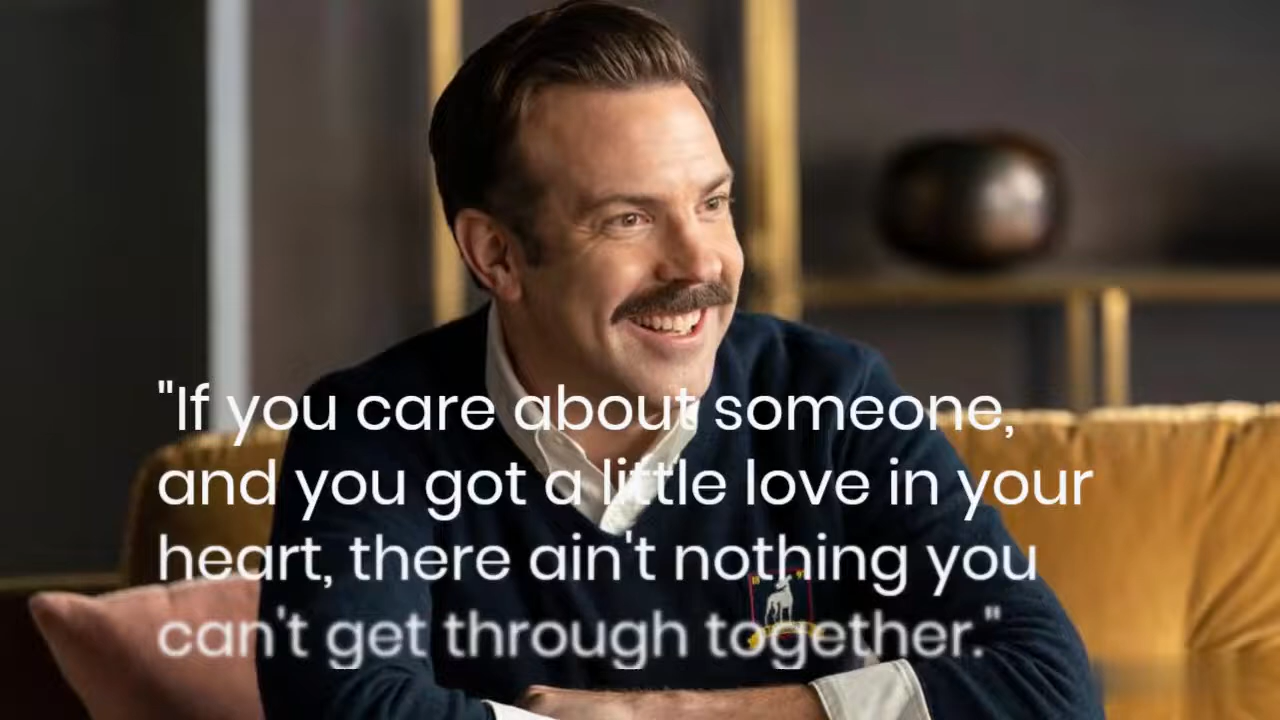 "If you care about someone,
and you got a little love in your
heart, there ain't nothing you
can't get through together."